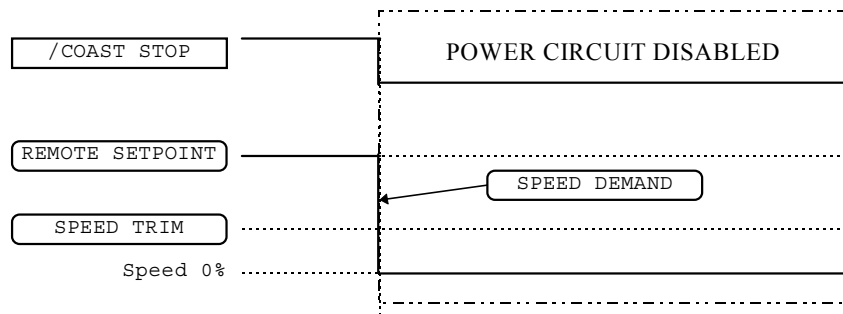 /COAST STOP
POWER CIRCUIT DISABLED
REMOTE SETPOINT
SPEED DEMAND
SPEED TRIM
Speed 0%